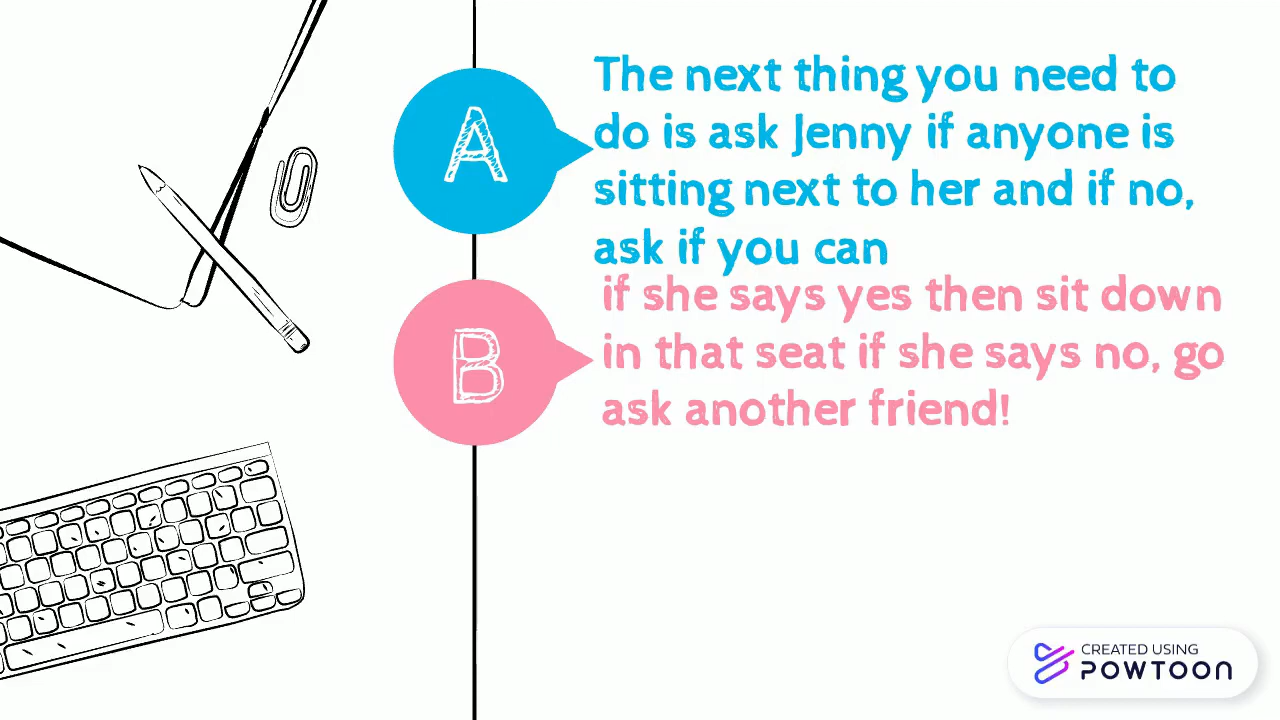 A
The next thing you need to
do is ask Jenny if anyone is
sitting next to her and if no,
ask if you can
B
if she says yes then sit down
in that seat if she says no, go
ask another friend!
CREATED USING
POWTOON